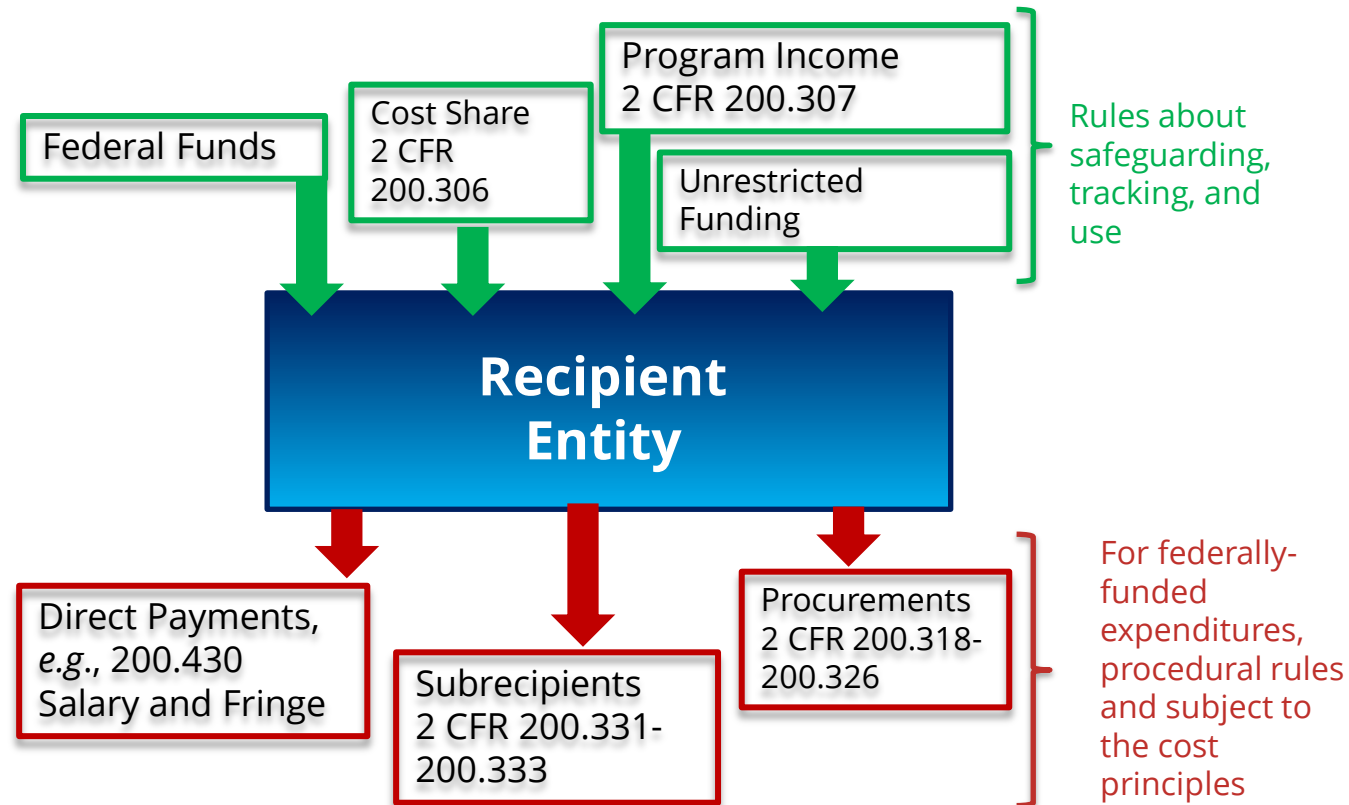 Federal Funds
Cost Share
2 CFR
200.306
Program Income
2 CFR 200.307
Unrestricted
Funding
Rules about
safeguarding,
tracking, and
use
Recipient
Entity
Direct Payments,
e.g., 200.430
Salary and Fringe
Subrecipients
2 CFR 200.331-
200.333
Procurements
2 CFR 200.318-
200.326
For federally-
funded
expenditures,
procedural rules
and subject to
the cost
principles